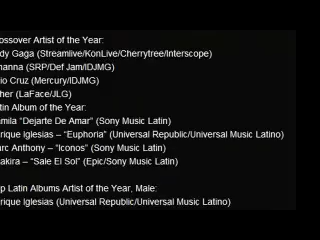 ossover Artist of the Year:
dy Gaga (Streamlive/KonLive/Cherrytree/Interscope)
hanna (SRP/Def Jam/IDJMG)
io Cruz (Mercury/IDJMG)
her (LaFace/JLG)
tin Album of the Year:
mila “Dejarte De Amar” (Sony Music Latin)
rique Iglesias – “Euphoria” (Universal Republic/Universal Music Latino)
arc Anthony – “Iconos” (Sony Music Latin)
akira – “Sale El Sol” (Epic/Sony Music Latin)
p Latin Albums Artist of the Year, Male:
rique Iglesias (Universal Republic/Universal Music Latino)